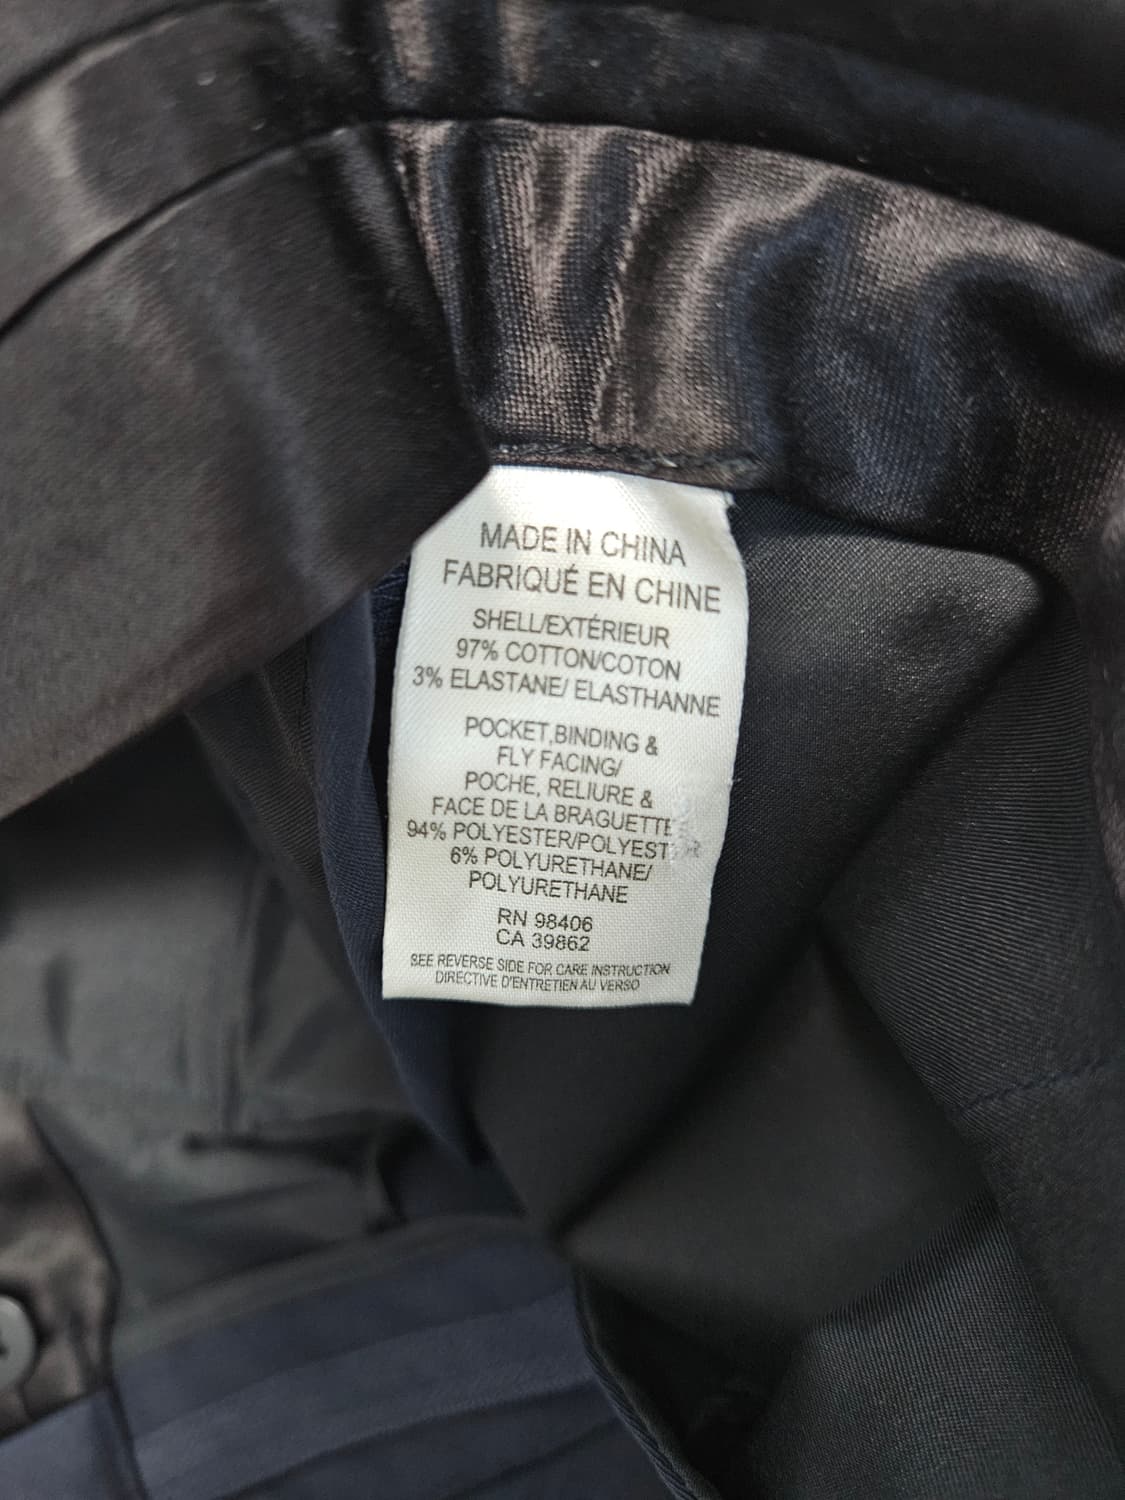 MADE IN CHINA
FABRIQUÉ EN CHINE
SHELL/EXTÉRIEUR
97% COTTON/COTON
3% ELASTANE/ ELASTHANNE
POCKET,BINDING &
FLY FACING/
POCHE, RELIURE &
FACE DE LA BRAGUETTE
94% POLYESTER/POLYESTER
6% POLYURETHANE/
POLYURETHANE
RN 98406
CA 39862
SEE REVERSE SIDE FOR CARE INSTRUCTION
DIRECTIVE D'ENTRETIEN AU VERSO